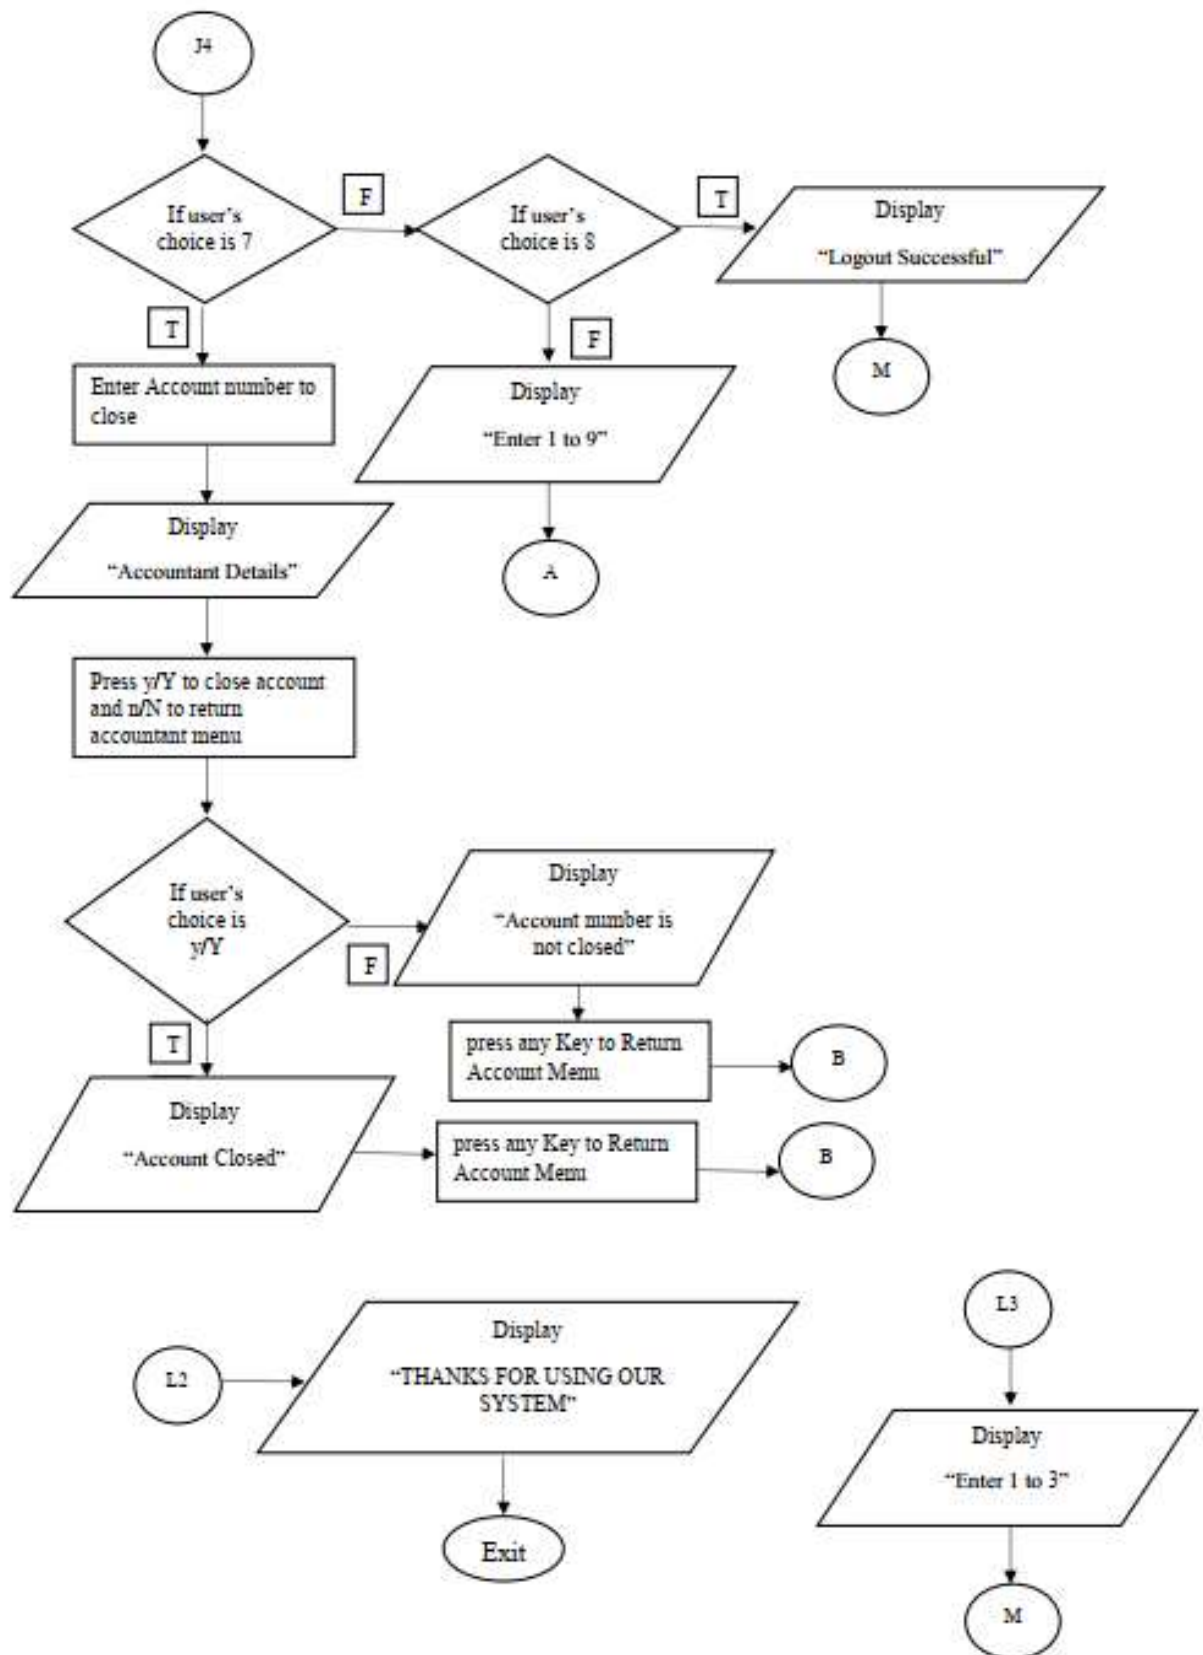 J4
If user's
choice is 7
F
If user's
choice is 8
T
Display
“Logout Successful”
M
T
Enter Account number to
close
F
Display
“Enter 1 to 9”
A
Display
“Accountant Details”
Press y/Y to close account
and n/N to return
accountant menu
If user's
choice is
y/Y
F
Display
“Account number is
not closed”
press any Key to Return
Account Menu
B
T
Display
“Account Closed”
press any Key to Return
Account Menu
B
L2
Display
“THANKS FOR USING OUR
SYSTEM”
Exit
L3
Display
“Enter 1 to 3”
M